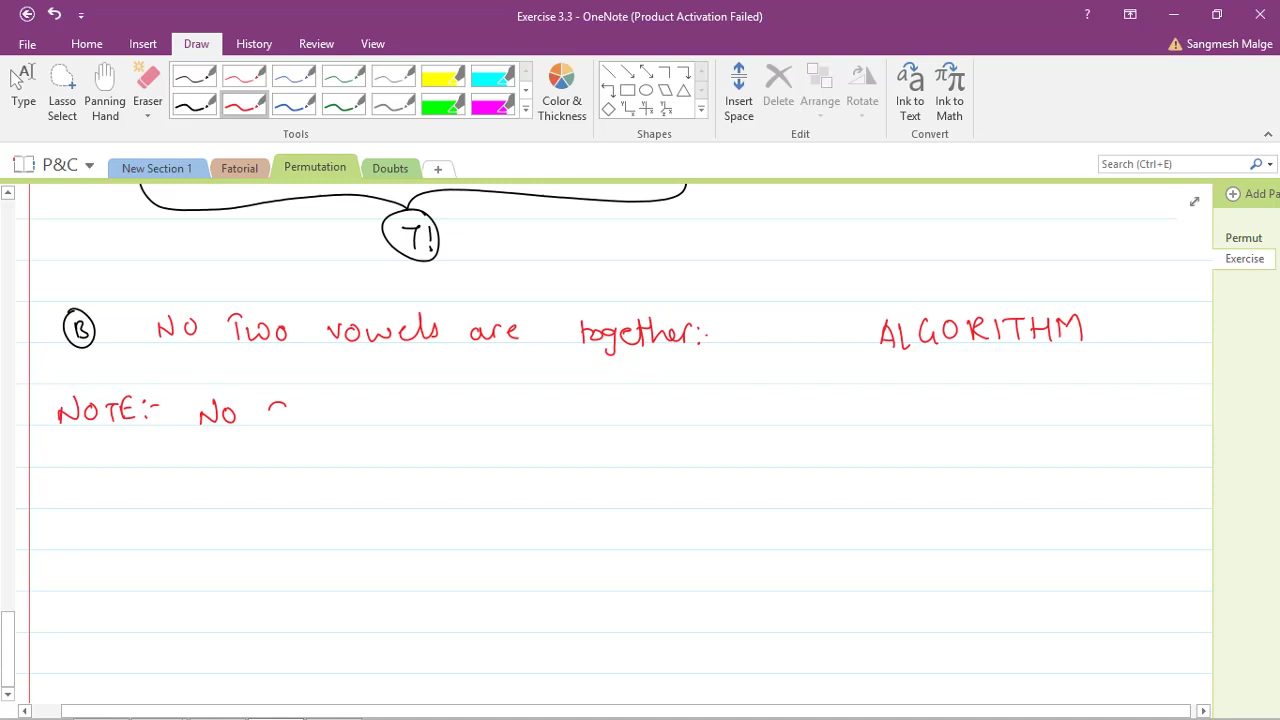 Exercise 3.3 - OneNote (Product Activation Failed)
?
File Home Insert Draw History Review View Sangmesh Malge
Type Lasso Select Panning Hand Eraser Color & Thickness Insert Space Delete Arrange Rotate Ink to Text Ink to Math
Tools Shapes Edit Convert
P&C New Section 1 Fatorial Permutation Doubts Search (Ctrl+E)
Add Pa
Permut
Exercise
7!
B No Two vowels are together:- ALGORITHM
NOTE:- NO